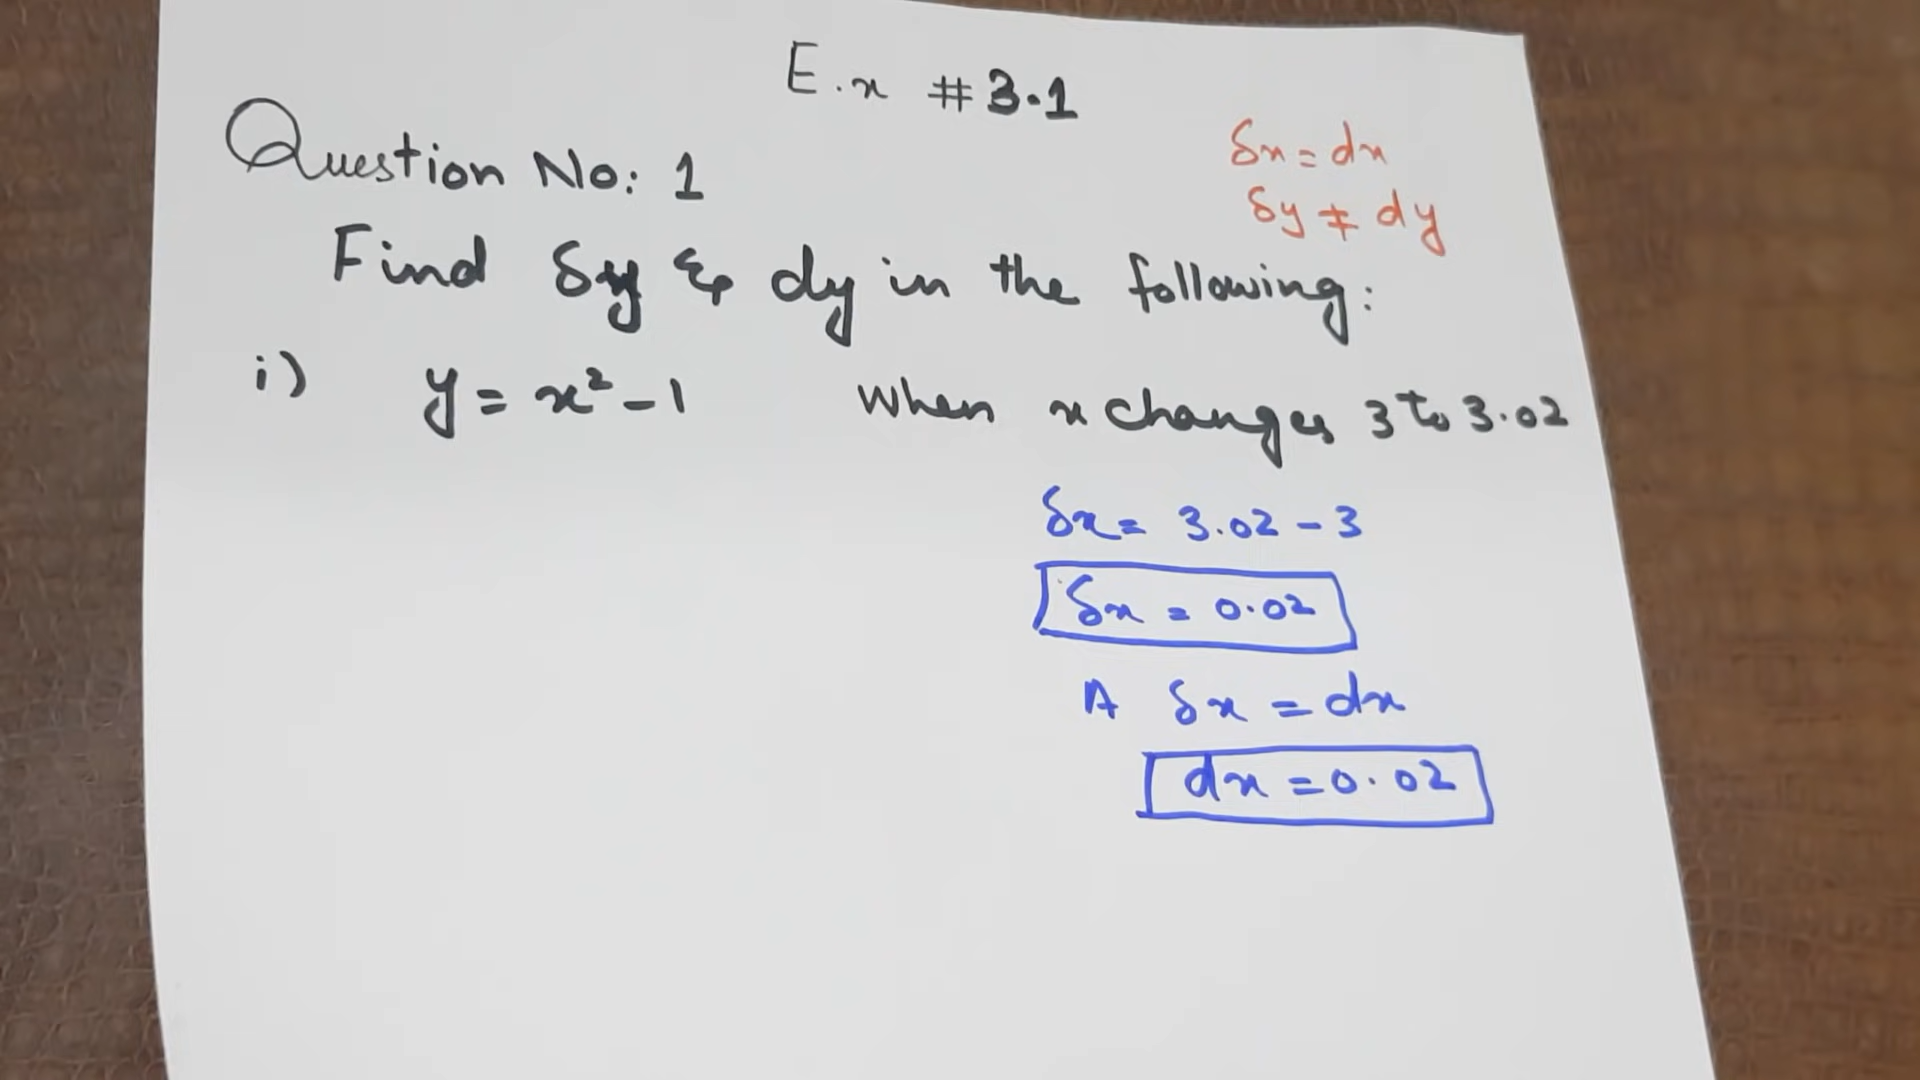 E.x # 3.1
Question No: 1
δx = dx
δy ≠ dy
Find δy & dy in the following:
i) y = x² - 1 when x changes 3 to 3.02
δx = 3.02 - 3
δx = 0.02
A δx = dx
dx = 0.02